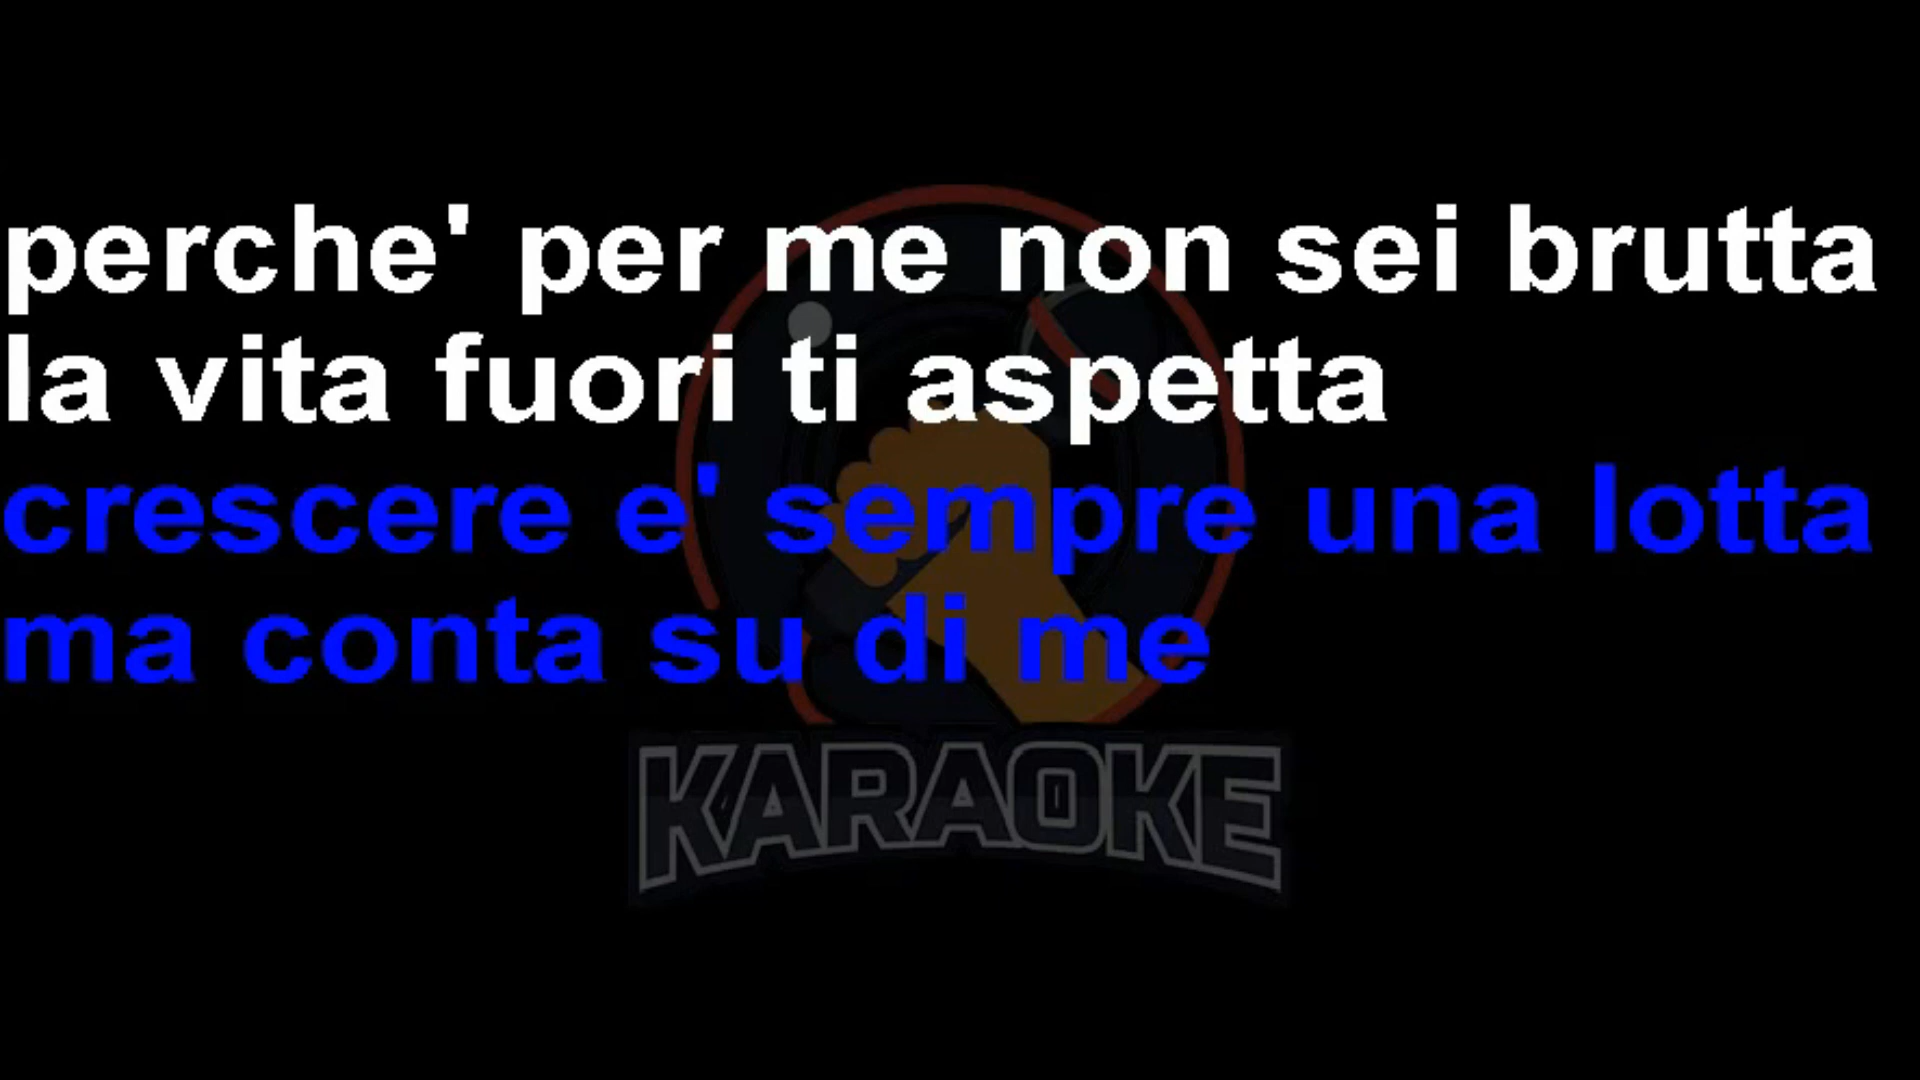 perche' per me non sei brutta
la vita fuori ti aspetta
crescere e' sempre una lotta
ma conta su di me
KARAOKE